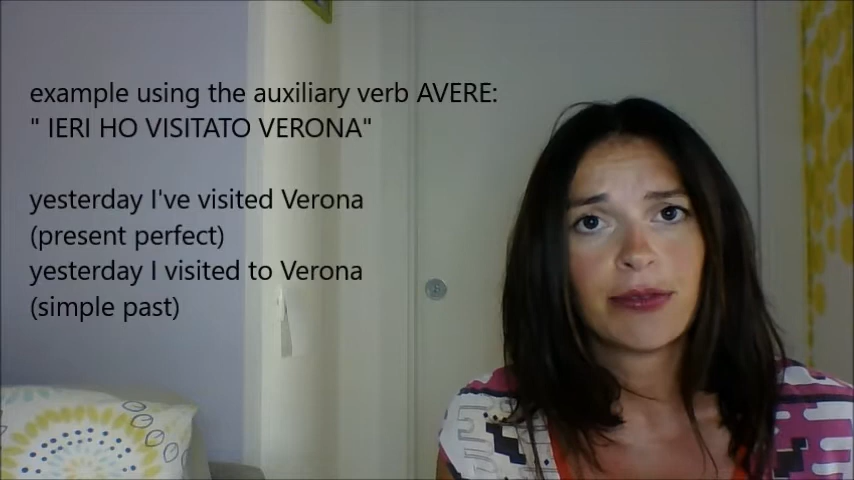 example using the auxiliary verb AVERE:
" IERI HO VISITATO VERONA"
yesterday I've visited Verona
(present perfect)
yesterday I visited to Verona
(simple past)